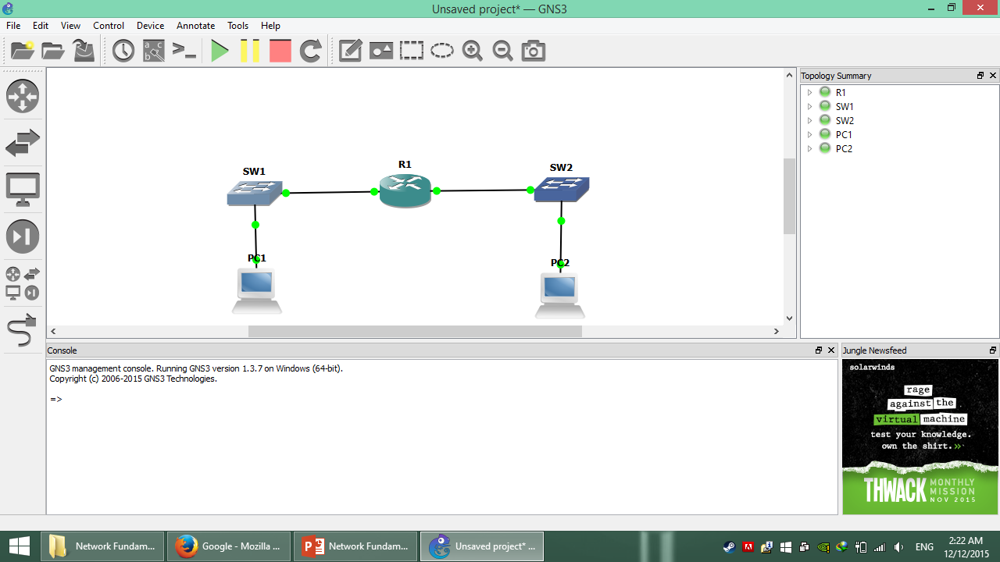 Unsaved project* — GNS3
File Edit View Control Device Annotate Tools Help
Topology Summary
R1
SW1
SW2
PC1
PC2
SW1
R1
SW2
PC1
PC2
Console
GNS3 management console. Running GNS3 version 1.3.7 on Windows (64-bit).
Copyright (c) 2006-2015 GNS3 Technologies.
=>
Jungle Newsfeed
solarwinds
rage
against the
virtual machine
test your knowledge.
own the shirt.»
THWACK MONTHLY
MISSION
NOV 2015
Network Fundam...
Google - Mozilla ...
Network Fundam...
Unsaved project* ...
ENG
2:22 AM
12/12/2015